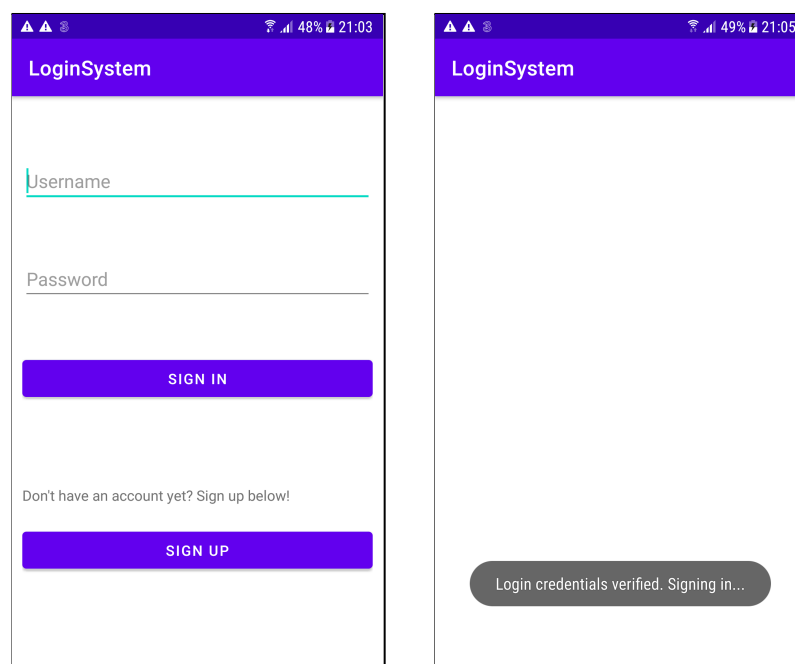 48% 21:03
LoginSystem
Username
Password
SIGN IN
Don't have an account yet? Sign up below!
SIGN UP
49% 21:05
LoginSystem
Login credentials verified. Signing in...